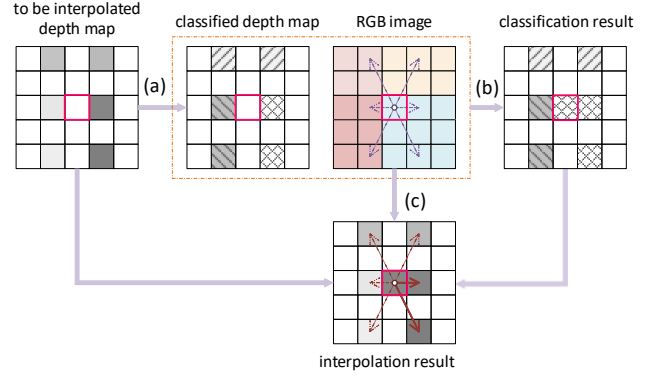 to be interpolated
depth map
classified depth map
RGB image
classification result
(a)
(b)
(c)
interpolation result